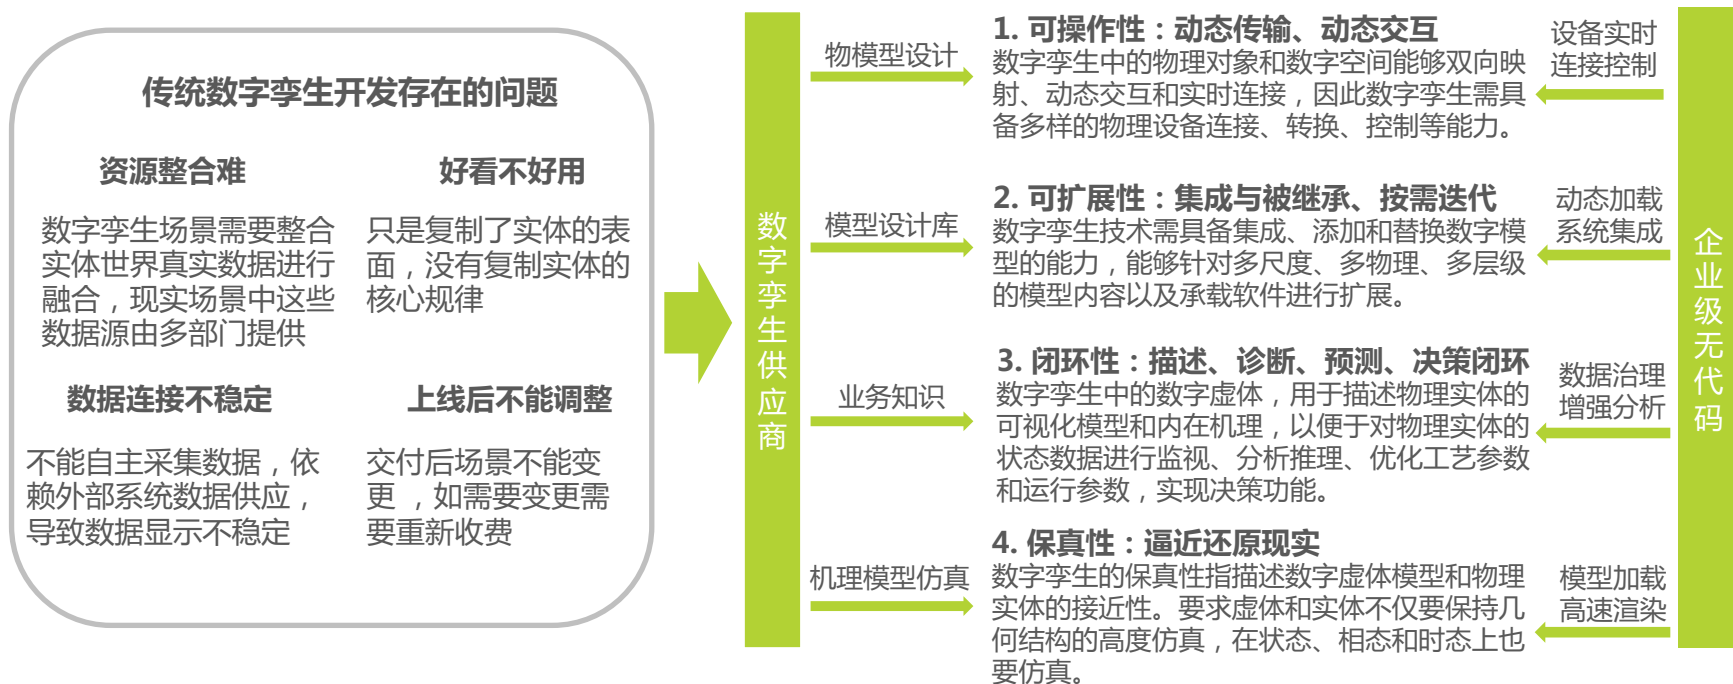 传统数字孪生开发存在的问题
资源整合难
数字孪生场景需要整合
实体世界真实数据进行
融合，现实场景中这些
数据源由多部门提供
好看不好用
只是复制了实体的表
面，没有复制实体的
核心规律
数据连接不稳定
不能自主采集数据，依
赖外部系统数据供应，
导致数据显示不稳定
上线后不能调整
交付后场景不能变
更 ，如需要变更需
要重新收费
数字孪生供应商
物模型设计
1. 可操作性：动态传输、动态交互
数字孪生中的物理对象和数字空间能够双向映
射、动态交互和实时连接，因此数字孪生需具
备多样的物理设备连接、转换、控制等能力。
设备实时
连接控制
模型设计库
2. 可扩展性：集成与被继承、按需迭代
数字孪生技术需具备集成、添加和替换数字模
型的能力，能够针对多尺度、多物理、多层级
的模型内容以及承载软件进行扩展。
动态加载
系统集成
业务知识
3. 闭环性：描述、诊断、预测、决策闭环
数字孪生中的数字虚体，用于描述物理实体的
可视化模型和内在机理，以便于对物理实体的
状态数据进行监视、分析推理、优化工艺参数
和运行参数，实现决策功能。
数据治理
增强分析
机理模型仿真
4. 保真性：逼近还原现实
数字孪生的保真性指描述数字虚体模型和物理
实体的接近性。要求虚体和实体不仅要保持几
何结构的高度仿真，在状态、相态和时态上也
要仿真。
模型加载
高速渲染
企业级无代码